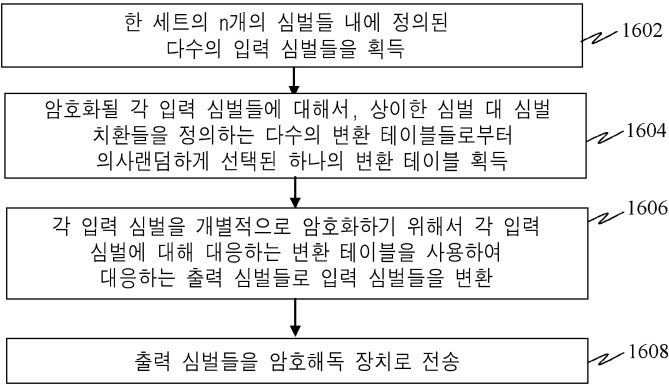 한 세트의 n개의 심벌들 내에 정의된
다수의 입력 심벌들을 획득
1602
암호화될 각 입력 심벌들에 대해서, 상이한 심벌 대 심벌
치환들을 정의하는 다수의 변환 테이블들로부터
의사랜덤하게 선택된 하나의 변환 테이블 획득
1604
각 입력 심벌을 개별적으로 암호화하기 위해서 각 입력
심벌에 대해 대응하는 변환 테이블을 사용하여
대응하는 출력 심벌들로 입력 심벌들을 변환
1606
출력 심벌들을 암호해독 장치로 전송
1608